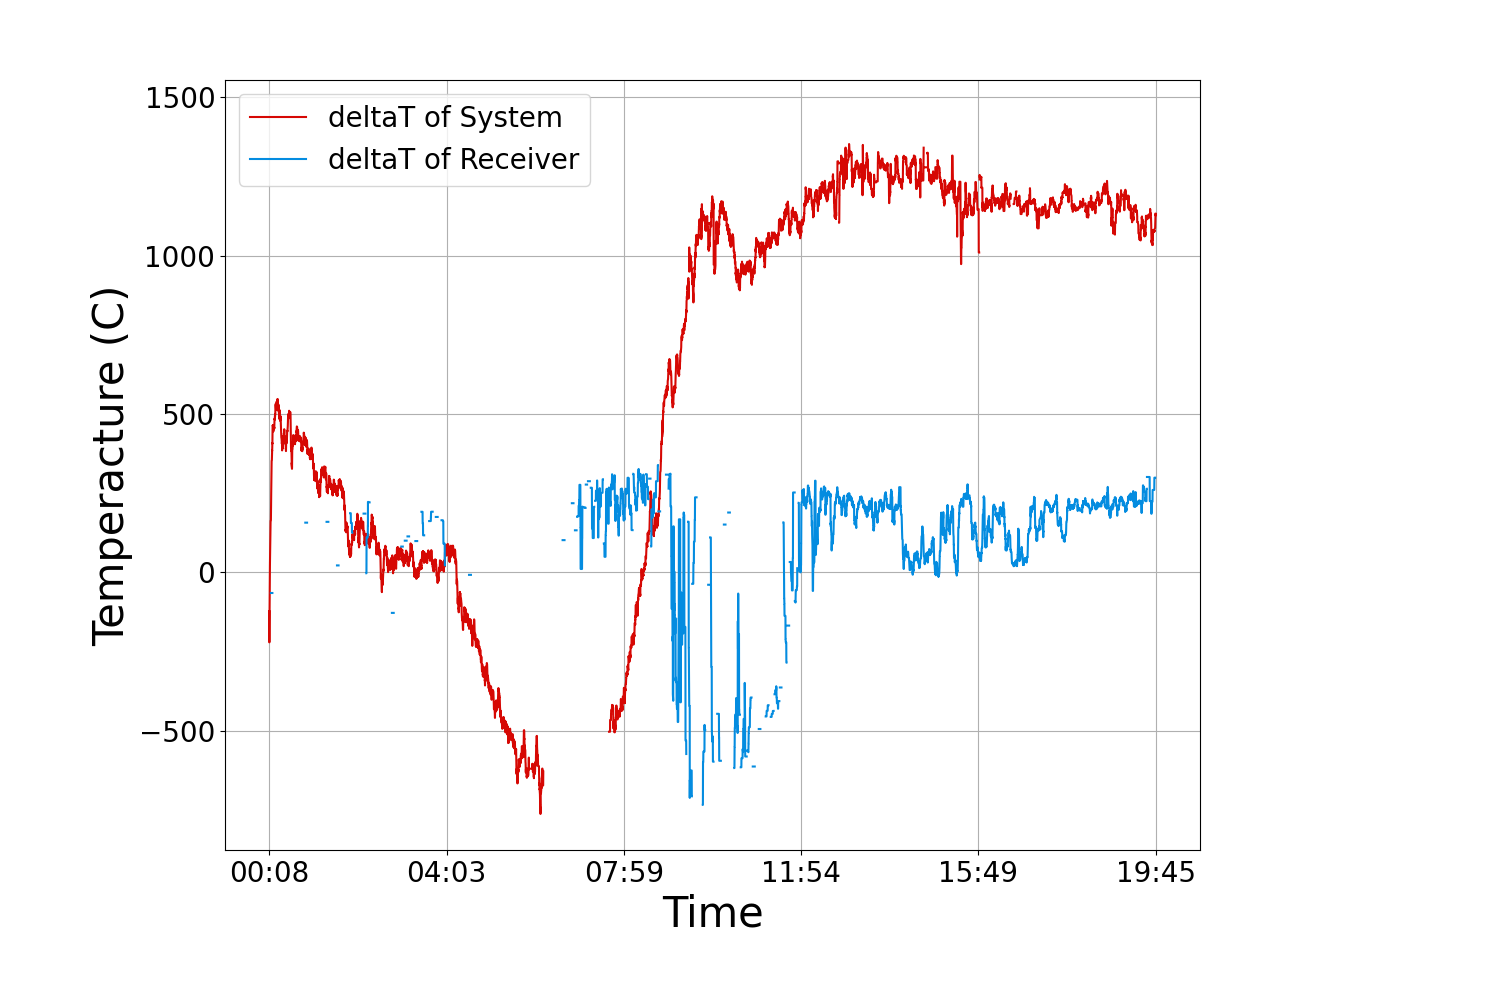 deltaT of System
deltaT of Receiver
1500
1000
500
0
−500
Temperacture (C)
00:08 04:03 07:59 11:54 15:49 19:45
Time